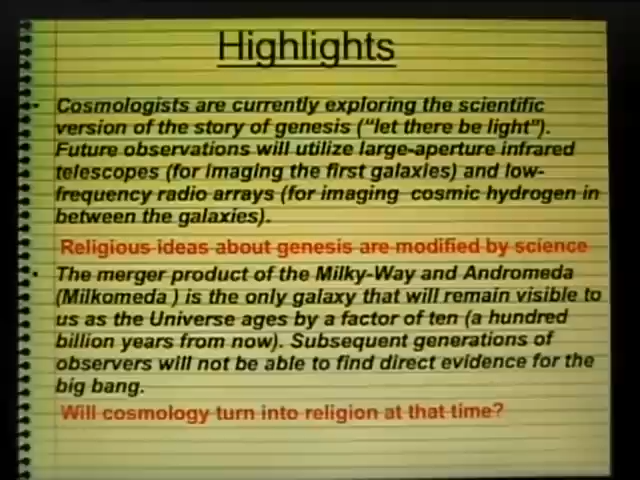 Highlights
• Cosmologists are currently exploring the scientific
version of the story of genesis (“let there be light”).
Future observations will utilize large-aperture infrared
telescopes (for imaging the first galaxies) and low-
frequency radio arrays (for imaging cosmic hydrogen in
between the galaxies).
Religious ideas about genesis are modified by science
• The merger product of the Milky-Way and Andromeda
(Milkomeda ) is the only galaxy that will remain visible to
us as the Universe ages by a factor of ten (a hundred
billion years from now). Subsequent generations of
observers will not be able to find direct evidence for the
big bang.
Will cosmology turn into religion at that time?